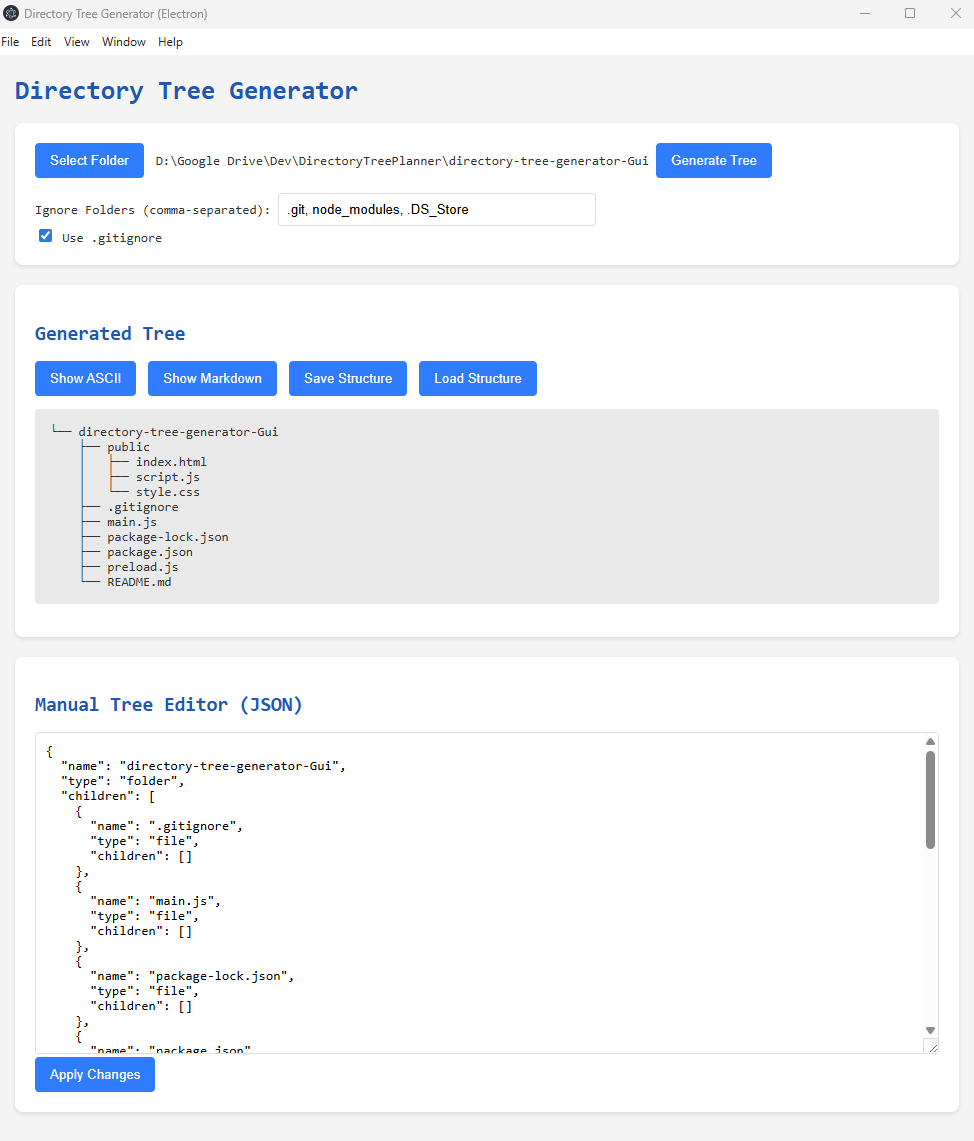 Directory Tree Generator (Electron)
File Edit View Window Help
Directory Tree Generator
Select Folder D:\Google Drive\Dev\DirectoryTreePlanner\directory-tree-generator-Gui Generate Tree
Ignore Folders (comma-separated): .git, node_modules, .DS_Store
Use .gitignore
Generated Tree
Show ASCII Show Markdown Save Structure Load Structure
└── directory-tree-generator-Gui
    ├── public
    │   ├── index.html
    │   ├── script.js
    │   └── style.css
    ├── .gitignore
    ├── main.js
    ├── package-lock.json
    ├── package.json
    ├── preload.js
    └── README.md
Manual Tree Editor (JSON)
{
  "name": "directory-tree-generator-Gui",
  "type": "folder",
  "children": [
    {
      "name": ".gitignore",
      "type": "file",
      "children": []
    },
    {
      "name": "main.js",
      "type": "file",
      "children": []
    },
    {
      "name": "package-lock.json",
      "type": "file",
      "children": []
    },
    {
      "name": "package.json"
Apply Changes